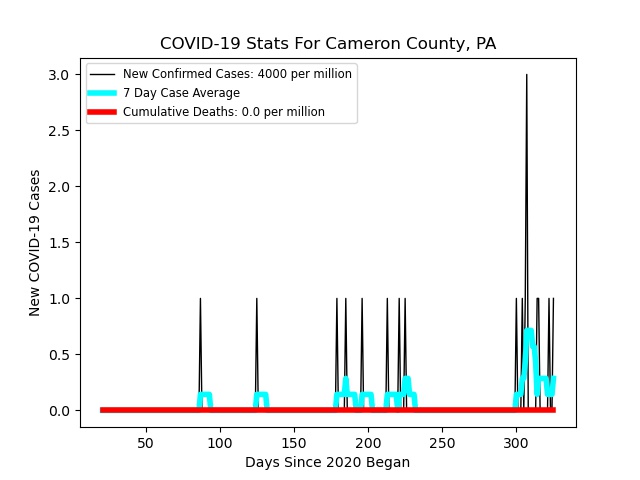 COVID-19 Stats For Cameron County, PA
New Confirmed Cases: 4000 per million
7 Day Case Average
Cumulative Deaths: 0.0 per million
3.0
2.5
2.0
1.5
1.0
0.5
0.0
New COVID-19 Cases
50 100 150 200 250 300
Days Since 2020 Began